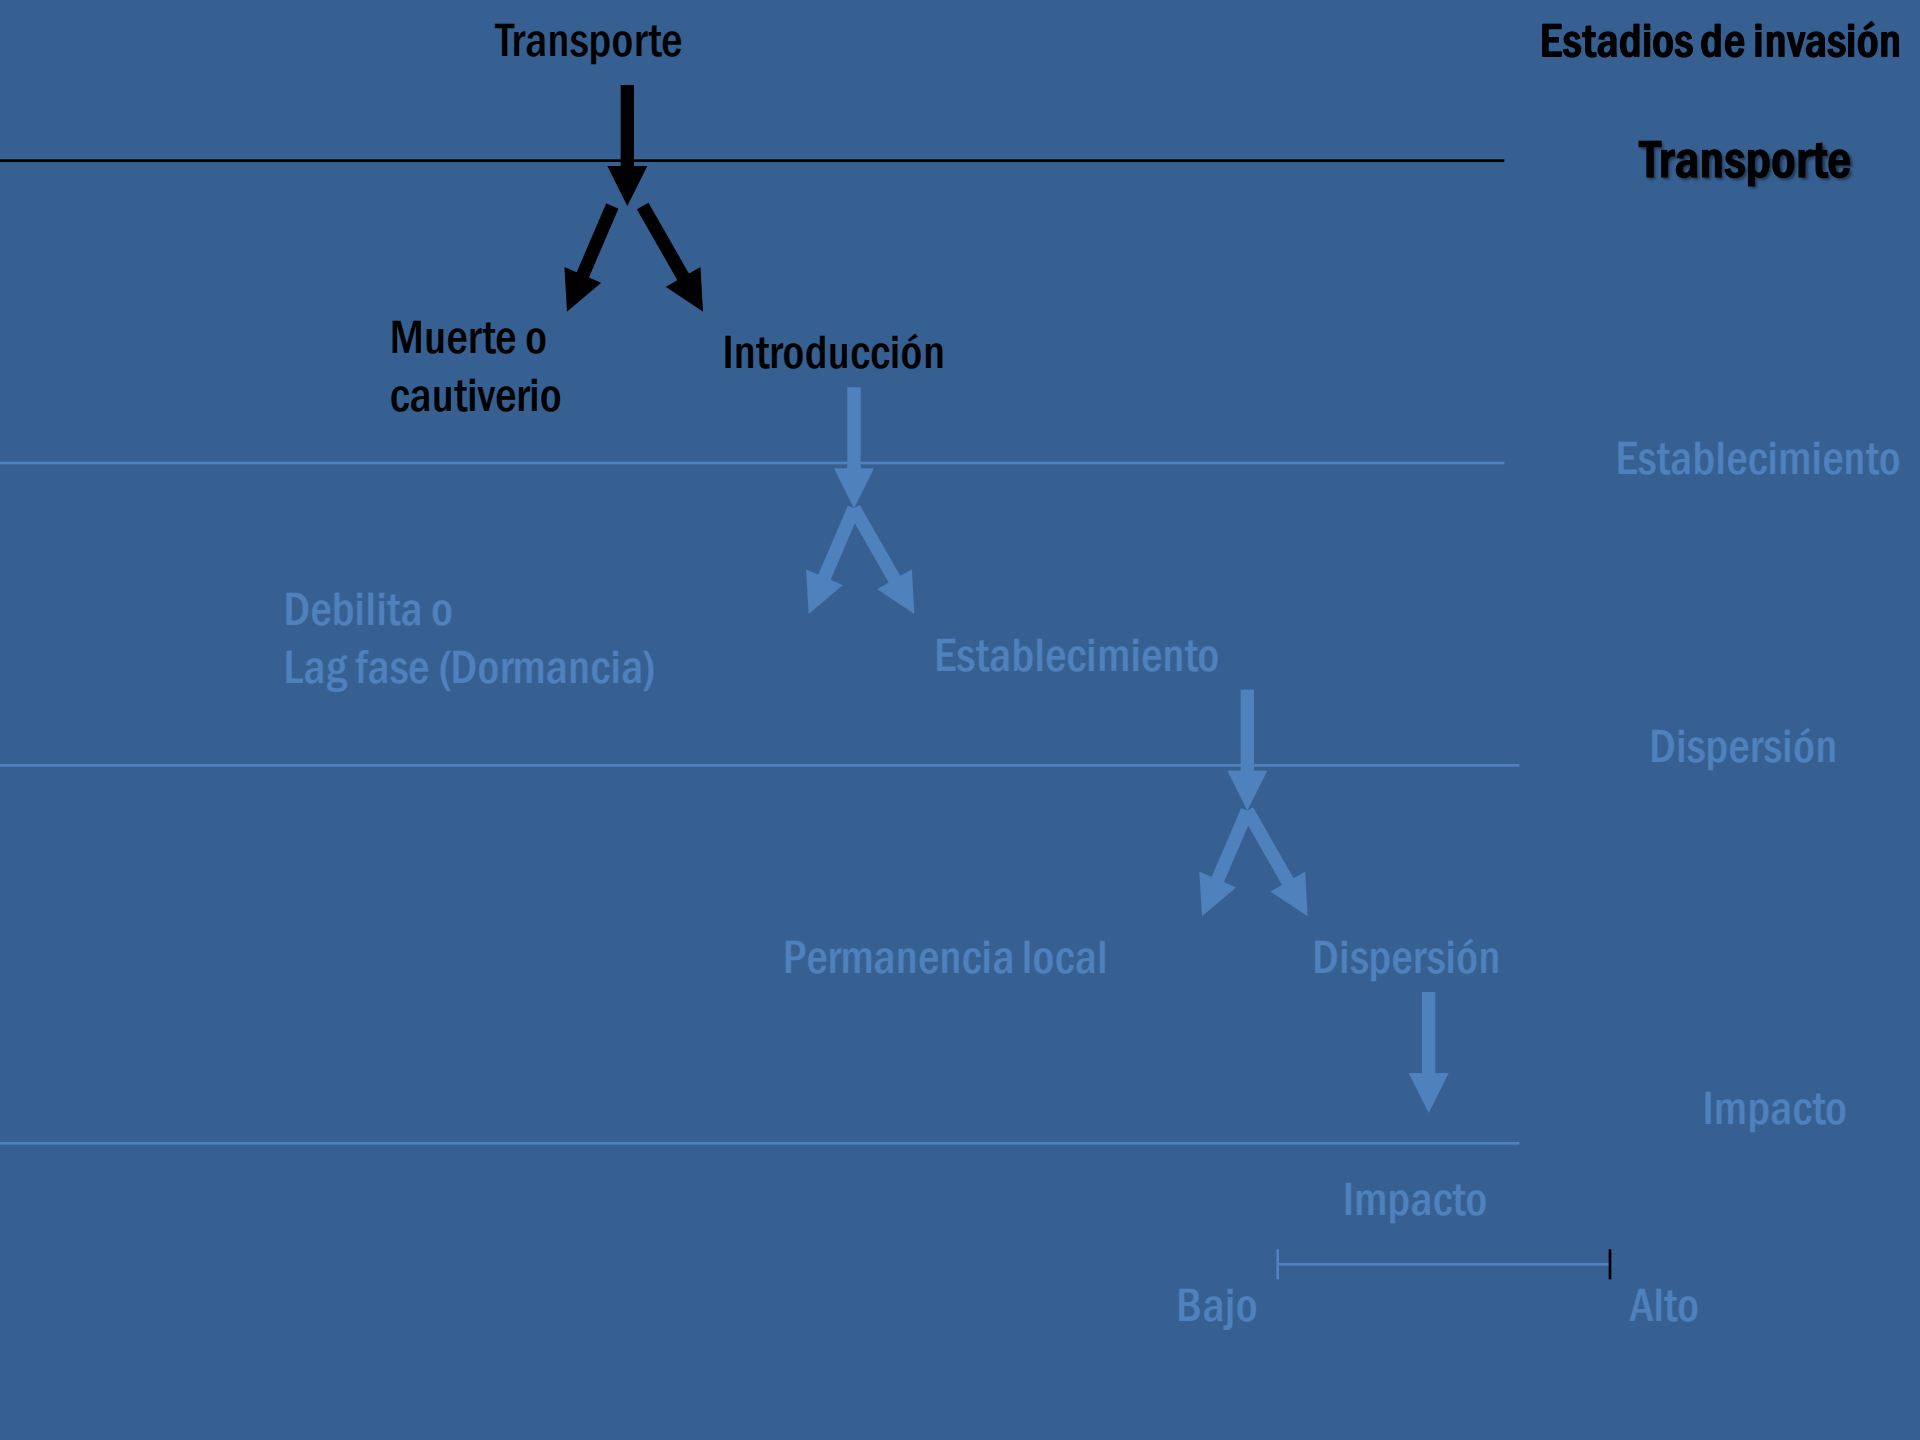 Transporte
Estadios de invasión
Transporte
Muerte o
cautiverio
Introducción
Establecimiento
Debilita o
Lag fase (Dormancia)
Establecimiento
Dispersión
Permanencia local
Dispersión
Impacto
Impacto
Bajo
Alto